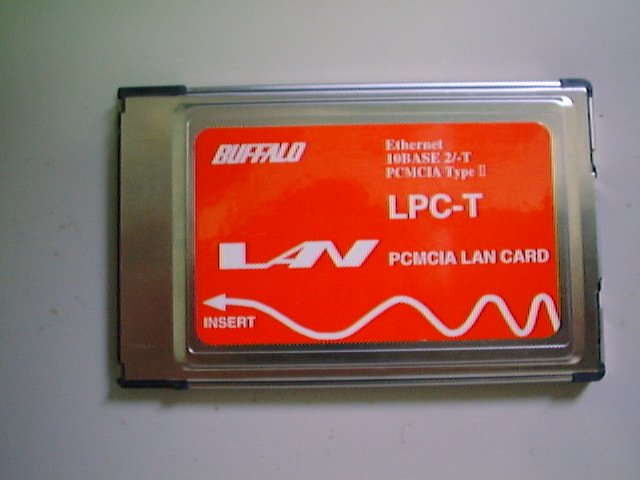 BUFFALO
Ethernet
10BASE 2/-T
PCMCIA Type II
LPC-T
LAN
PCMCIA LAN CARD
INSERT